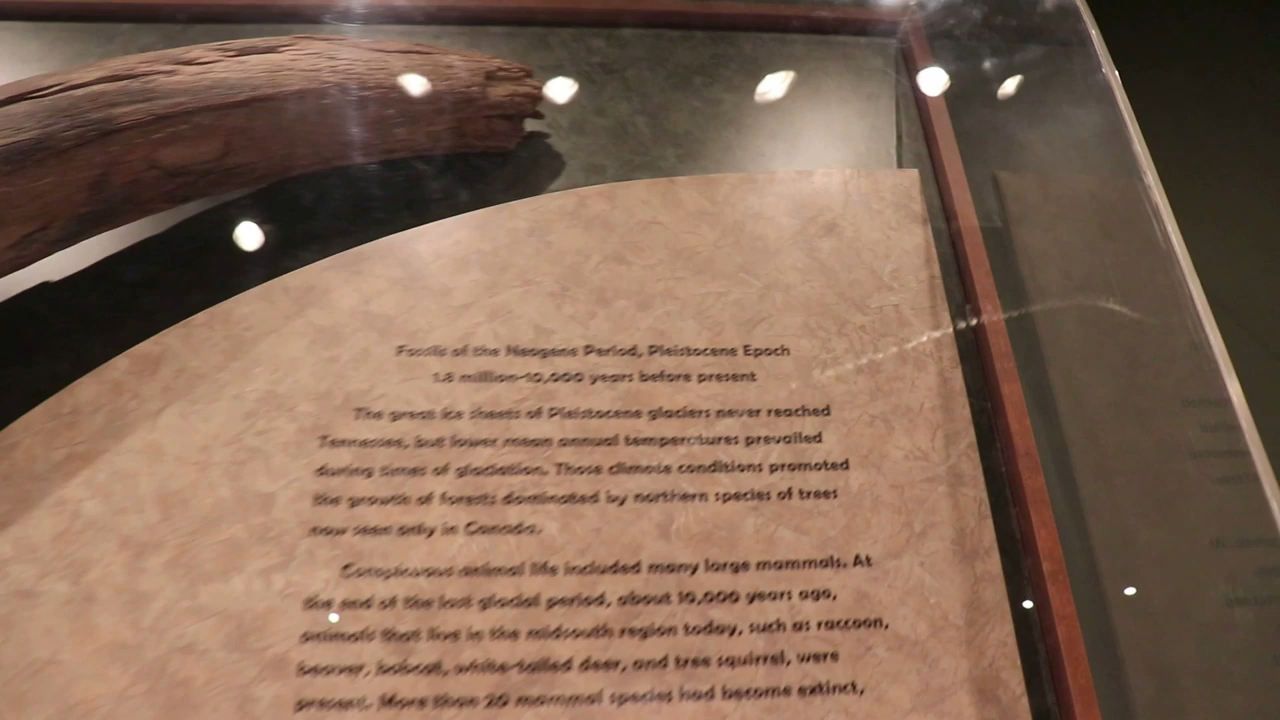 Fossils of the Neogene Period, Pleistocene Epoch
1.8 million-10,000 years before present
The great ice sheets of Pleistocene glaciers never reached
Tennessee, but lower mean annual temperatures prevailed
during times of glaciation. Those climate conditions promoted
the growth of forests dominated by northern species of trees
now seen only in Canada.
Conspicuous animal life included many large mammals. At
the end of the last glacial period, about 10,000 years ago,
animals that live in the midsouth region today, such as raccoon,
beaver, bobcat, white-tailed deer, and tree squirrel, were
present. More than 20 mammal species had become extinct,